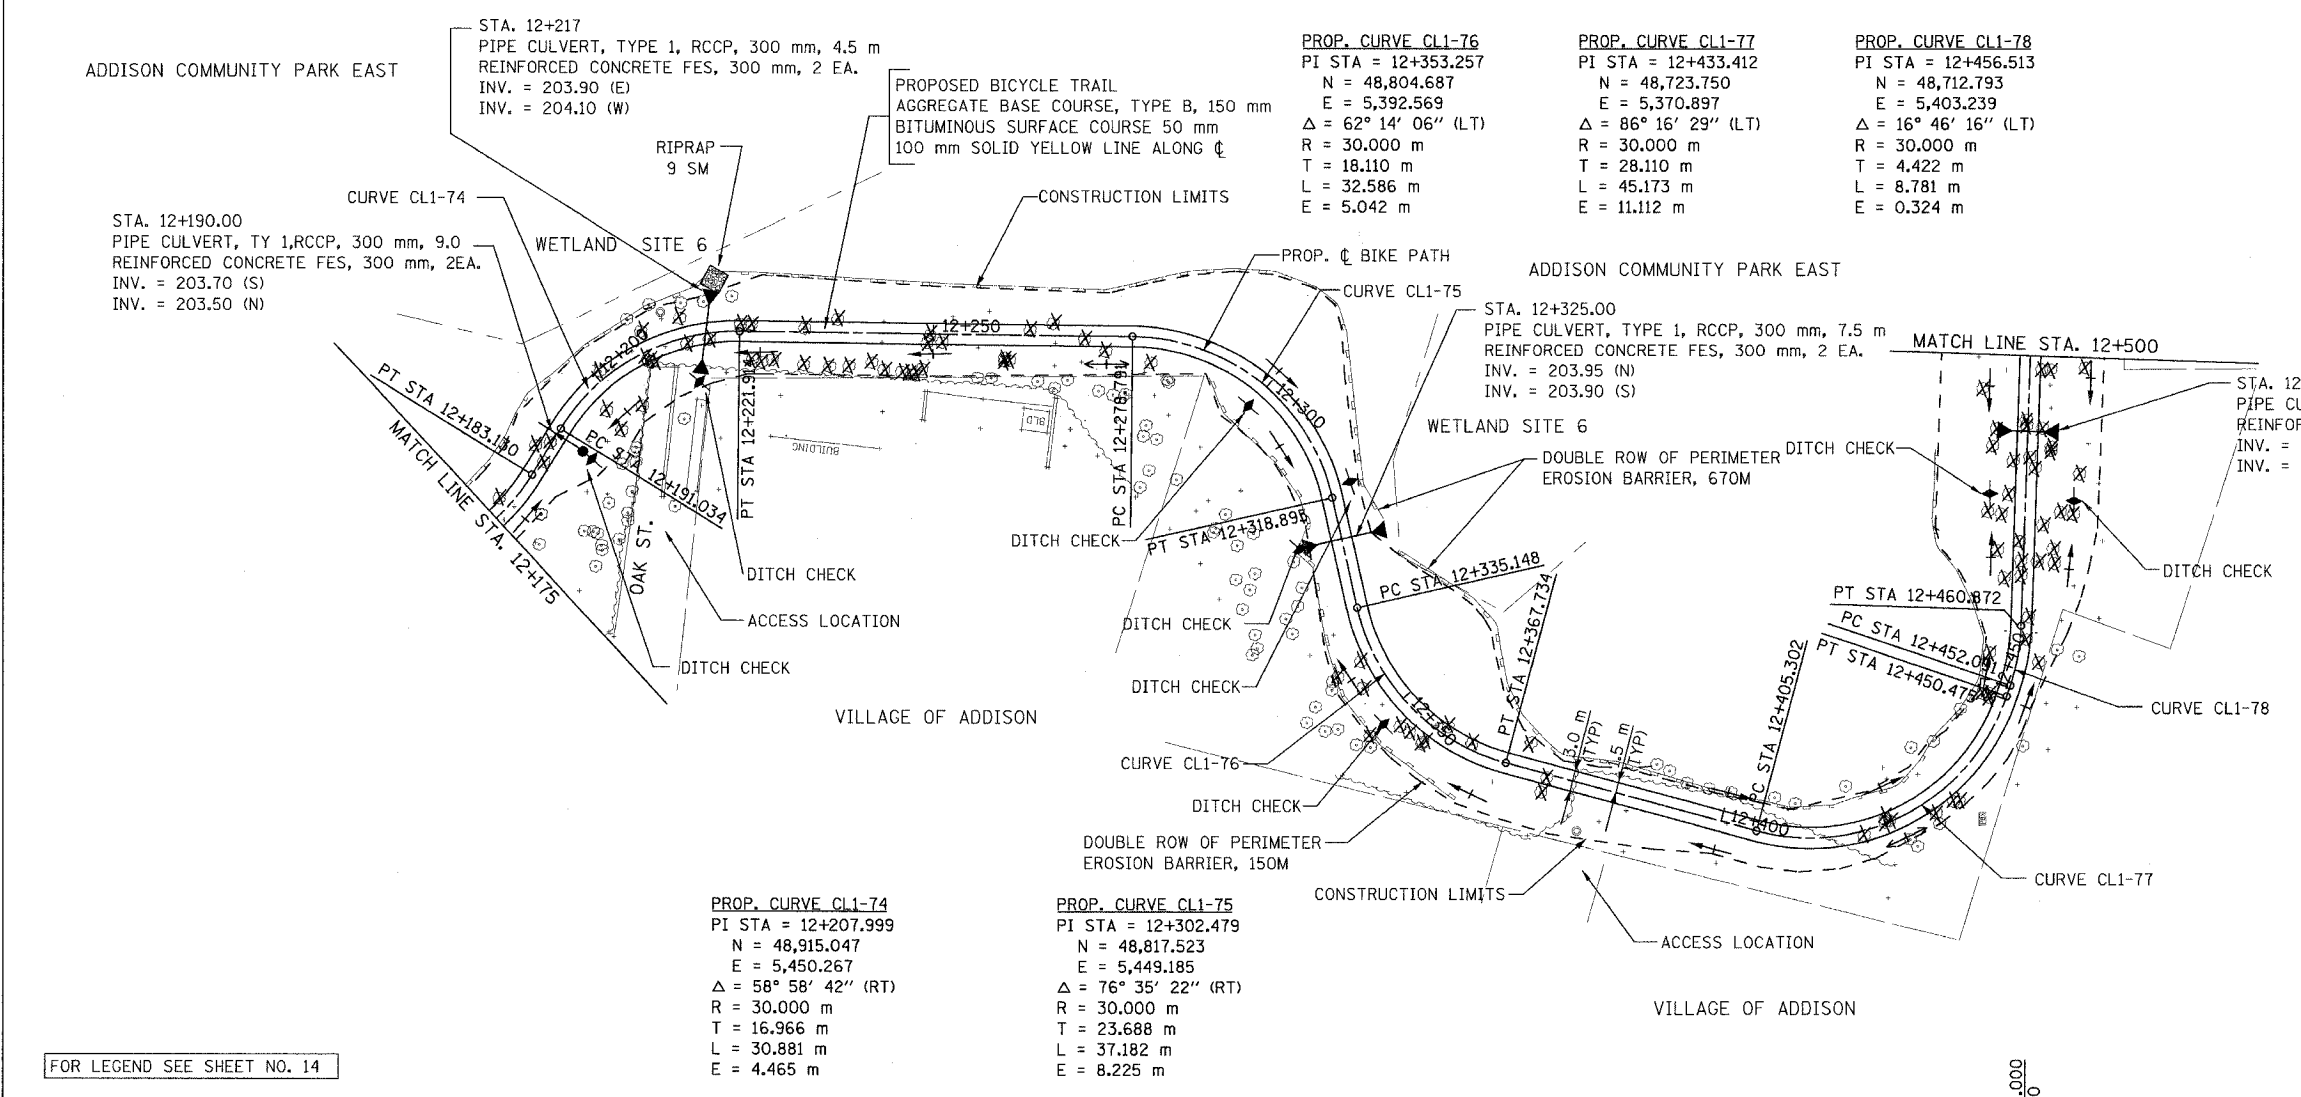 STA. 12+217
PIPE CULVERT, TYPE 1, RCCP, 300 mm, 4.5 m
REINFORCED CONCRETE FES, 300 mm, 2 EA.
INV. = 203.90 (E)
INV. = 204.10 (W)
ADDISON COMMUNITY PARK EAST
PROPOSED BICYCLE TRAIL
AGGREGATE BASE COURSE, TYPE B, 150 mm
BITUMINOUS SURFACE COURSE 50 mm
100 mm SOLID YELLOW LINE ALONG ℄
PROP. CURVE CL1-76
PI STA = 12+353.257
N = 48,804.687
E = 5,392.569
Δ = 62° 14' 06" (LT)
R = 30.000 m
T = 18.110 m
L = 32.586 m
E = 5.042 m
PROP. CURVE CL1-77
PI STA = 12+433.412
N = 48,723.750
E = 5,370.897
Δ = 86° 16' 29" (LT)
R = 30.000 m
T = 28.110 m
L = 45.173 m
E = 11.112 m
PROP. CURVE CL1-78
PI STA = 12+456.513
N = 48,712.793
E = 5,403.239
Δ = 16° 46' 16" (LT)
R = 30.000 m
T = 4.422 m
L = 8.781 m
E = 0.324 m
RIPRAP
9 SM
CURVE CL1-74
CONSTRUCTION LIMITS
STA. 12+190.00
PIPE CULVERT, TY 1,RCCP, 300 mm, 9.0
REINFORCED CONCRETE FES, 300 mm, 2EA.
INV. = 203.70 (S)
INV. = 203.50 (N)
WETLAND SITE 6
PROP. ℄ BIKE PATH
ADDISON COMMUNITY PARK EAST
CURVE CL1-75
STA. 12+325.00
PIPE CULVERT, TYPE 1, RCCP, 300 mm, 7.5 m
REINFORCED CONCRETE FES, 300 mm, 2 EA.
INV. = 203.95 (N)
INV. = 203.90 (S)
MATCH LINE STA. 12+500
STA. 12
PIPE CU
REINFOR
INV. =
INV. =
12+200
12+250
12+300
PT STA 12+183.130
MATCH LINE STA. 12+175
PC STA 12+191.034
PT STA 12+221.914
PC STA 12+278.791
BLD
BUILDING
OAK ST.
WETLAND SITE 6
DOUBLE ROW OF PERIMETER
EROSION BARRIER, 670M
DITCH CHECK
DITCH CHECK
PT STA 12+318.895
DITCH CHECK
ACCESS LOCATION
DITCH CHECK
PC STA 12+335.148
DITCH CHECK
DITCH CHECK
DITCH CHECK
PT STA 12+367.734
PT STA 12+460.872
PC STA 12+452.091
PT STA 12+450.475
12+450
PC STA 12+405.302
VILLAGE OF ADDISON
12+350
CURVE CL1-78
3.0 m
(TYP)
.5 m
CURVE CL1-76
DITCH CHECK
12+400
DOUBLE ROW OF PERIMETER
EROSION BARRIER, 150M
CONSTRUCTION LIMITS
CURVE CL1-77
ACCESS LOCATION
PROP. CURVE CL1-74
PI STA = 12+207.999
N = 48,915.047
E = 5,450.267
Δ = 58° 58' 42" (RT)
R = 30.000 m
T = 16.966 m
L = 30.881 m
E = 4.465 m
PROP. CURVE CL1-75
PI STA = 12+302.479
N = 48,817.523
E = 5,449.185
Δ = 76° 35' 22" (RT)
R = 30.000 m
T = 23.688 m
L = 37.182 m
E = 8.225 m
VILLAGE OF ADDISON
FOR LEGEND SEE SHEET NO. 14
.000
0